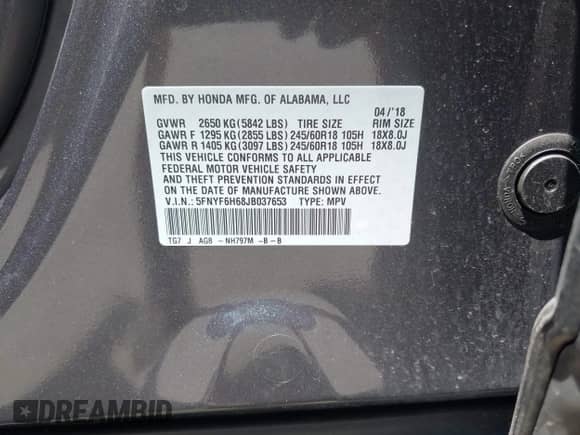 MFD. BY HONDA MFG. OF ALABAMA, LLC
04/'18
GVWR 2650 KG(5842 LBS) TIRE SIZE RIM SIZE
GAWR F 1295 KG(2855 LBS) 245/60R18 105H 18X8.0J
GAWR R 1405 KG(3097 LBS) 245/60R18 105H 18X8.0J
THIS VEHICLE CONFORMS TO ALL APPLICABLE
FEDERAL MOTOR VEHICLE SAFETY
AND THEFT PREVENTION STANDARDS IN EFFECT
ON THE DATE OF MANUFACTURE SHOWN ABOVE.
V.I.N.: 5FNYF6H68JB037653 TYPE: MPV
TG7 J AG8 - NH797M -B-B
DREAMBID